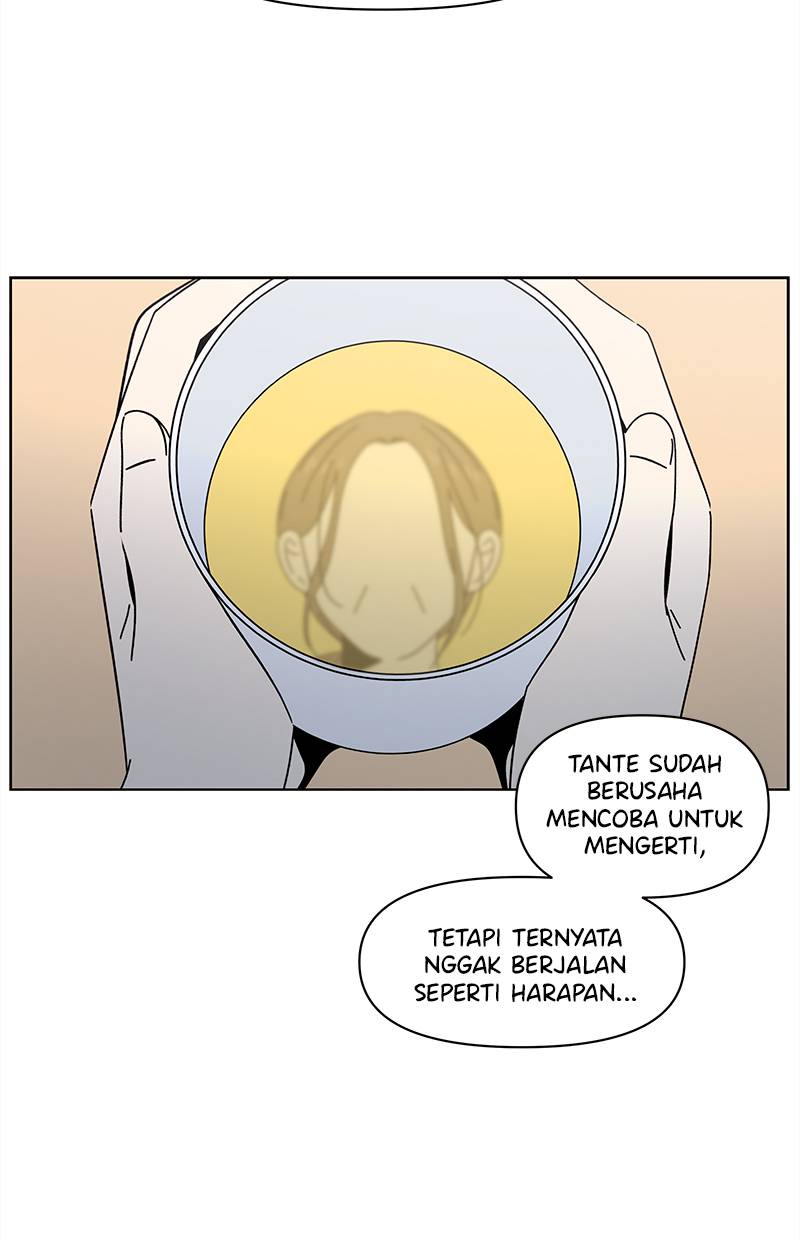 TANTE SUDAH
BERUSAHA
MENCOBA UNTUK
MENGERTI,
TETAPI TERNYATA
NGGAK BERJALAN
SEPERTI HARAPAN...